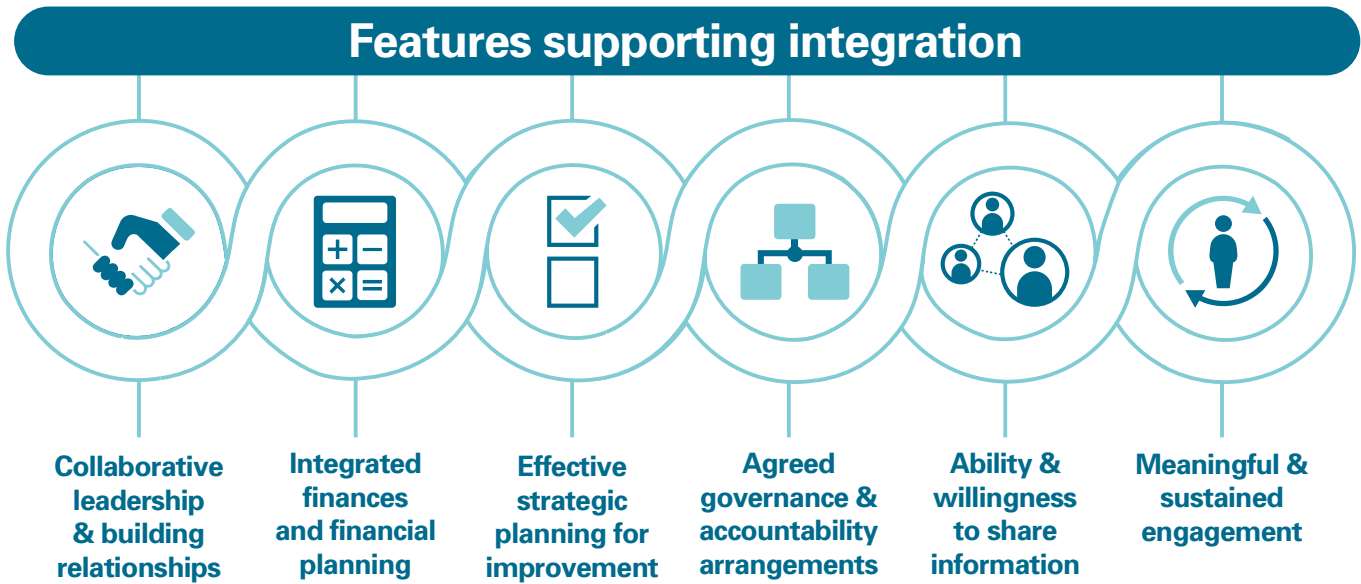 Features supporting integration
Collaborative
leadership
& building
relationships
Integrated
finances
and financial
planning
Effective
strategic
planning for
improvement
Agreed
governance &
accountability
arrangements
Ability &
willingness
to share
information
Meaningful &
sustained
engagement